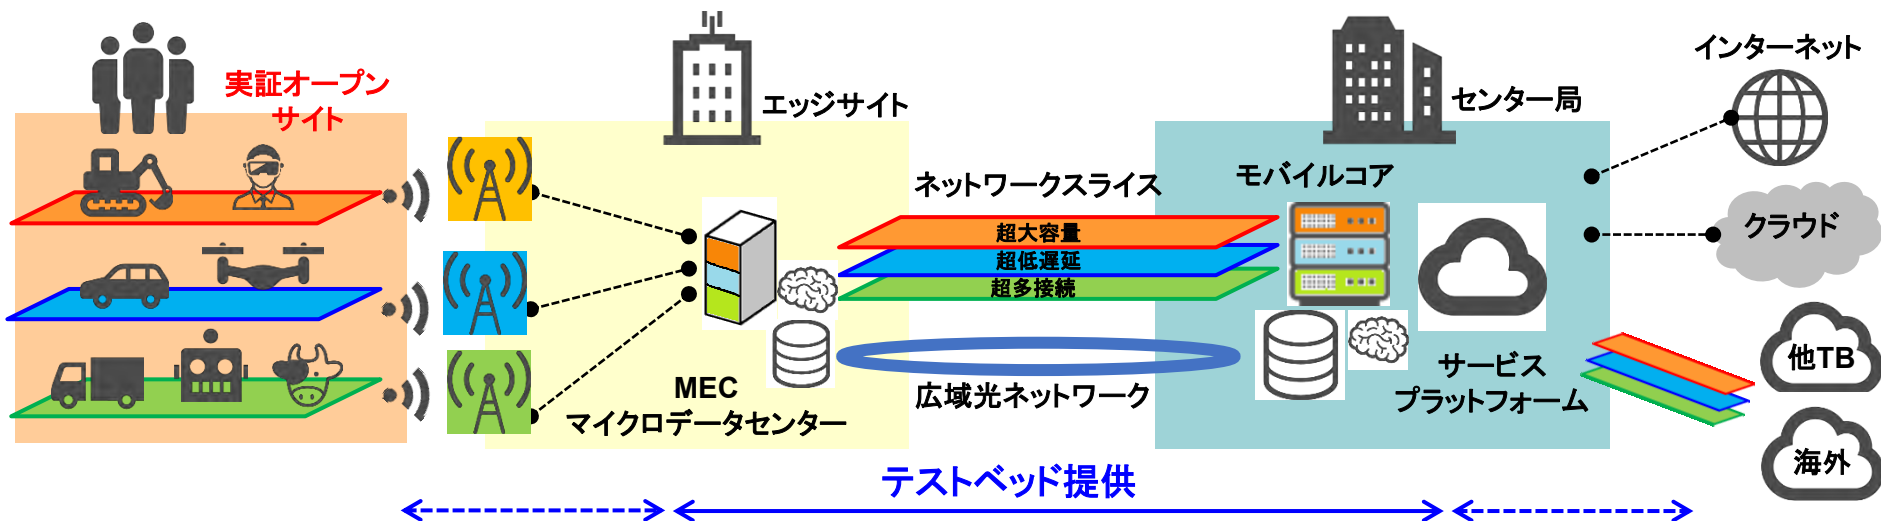 実証オープン
サイト
エッジサイト
MEC
マイクロデータセンター
ネットワークスライス
超大容量
超低遅延
超多接続
広域光ネットワーク
センター局
モバイルコア
サービス
プラットフォーム
インターネット
クラウド
他TB
海外
テストベッド提供